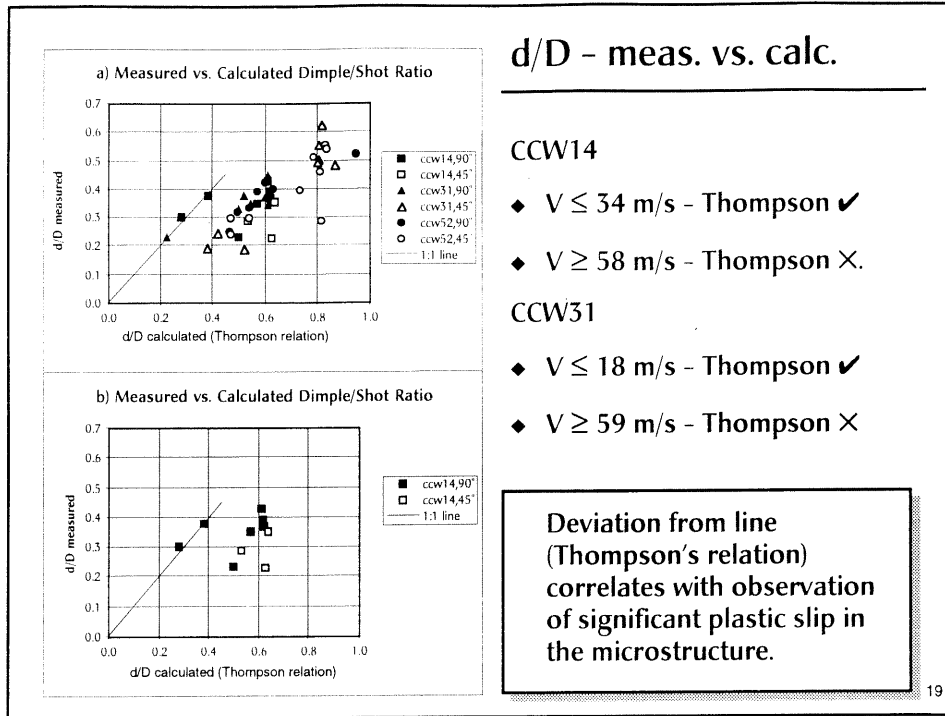 d/D – meas. vs. calc.
a) Measured vs. Calculated Dimple/Shot Ratio
0.7
0.6
0.5
0.4
0.3
0.2
0.1
0.0
d/D measured
0.0 0.2 0.4 0.6 0.8 1.0
d/D calculated (Thompson relation)
ccw14,90°
ccw14,45°
ccw31,90°
ccw31,45°
ccw52,90°
ccw52,45
1:1 line
b) Measured vs. Calculated Dimple/Shot Ratio
0.7
0.6
0.5
0.4
0.3
0.2
0.1
0.0
d/D measured
0.0 0.2 0.4 0.6 0.8 1.0
d/D calculated (Thompson relation)
ccw14,90°
ccw14,45°
1:1 line
CCW14
◆ V ≤ 34 m/s – Thompson ✔
◆ V ≥ 58 m/s – Thompson ×.
CCW31
◆ V ≤ 18 m/s – Thompson ✔
◆ V ≥ 59 m/s – Thompson ×
Deviation from line
(Thompson's relation)
correlates with observation
of significant plastic slip in
the microstructure.
19